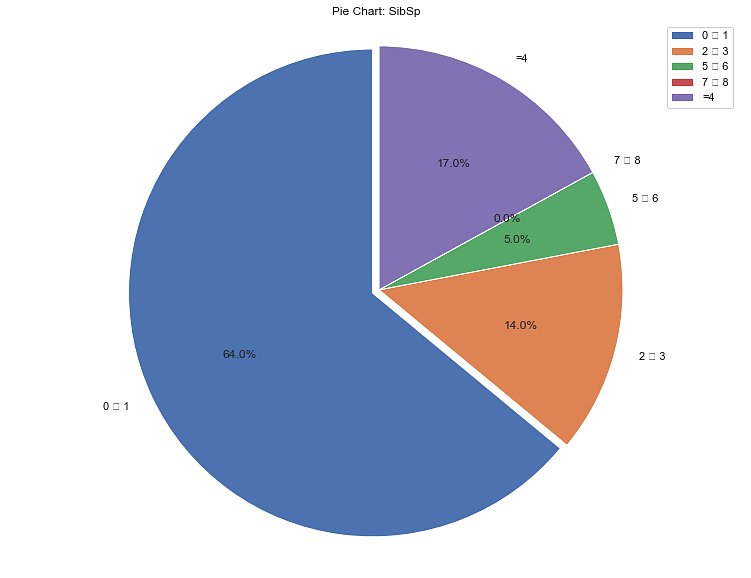 Pie Chart: SibSp
0 □ 1
2 □ 3
5 □ 6
7 □ 8
=4
=4
17.0%
7 □ 8
5 □ 6
0.0%
5.0%
14.0%
2 □ 3
64.0%
0 □ 1